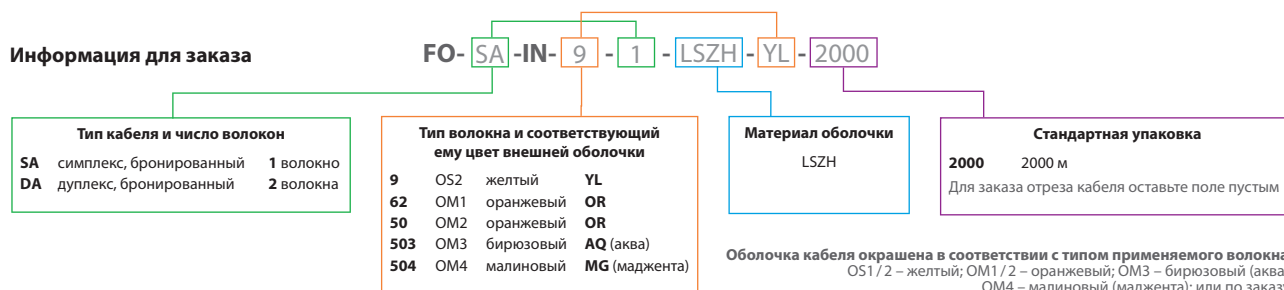 Информация для заказа
FO- SA -IN- 9 - 1 - LSZH - YL - 2000
Тип кабеля и число волокон
SA симплекс, бронированный 1 волокно
DA дуплекс, бронированный 2 волокна
Тип волокна и соответствующий
ему цвет внешней оболочки
9 OS2 желтый YL
62 OM1 оранжевый OR
50 OM2 оранжевый OR
503 OM3 бирюзовый AQ (аква)
504 OM4 малиновый MG (маджента)
Материал оболочки
LSZH
Стандартная упаковка
2000 2000 м
Для заказа отреза кабеля оставьте поле пустым
Оболочка кабеля окрашена в соответствии с типом применяемого волокна
OS1/2 – желтый; OM1/2 – оранжевый; OM3 – бирюзовый (аква
OM4 – малиновый (маджента); или по заказу